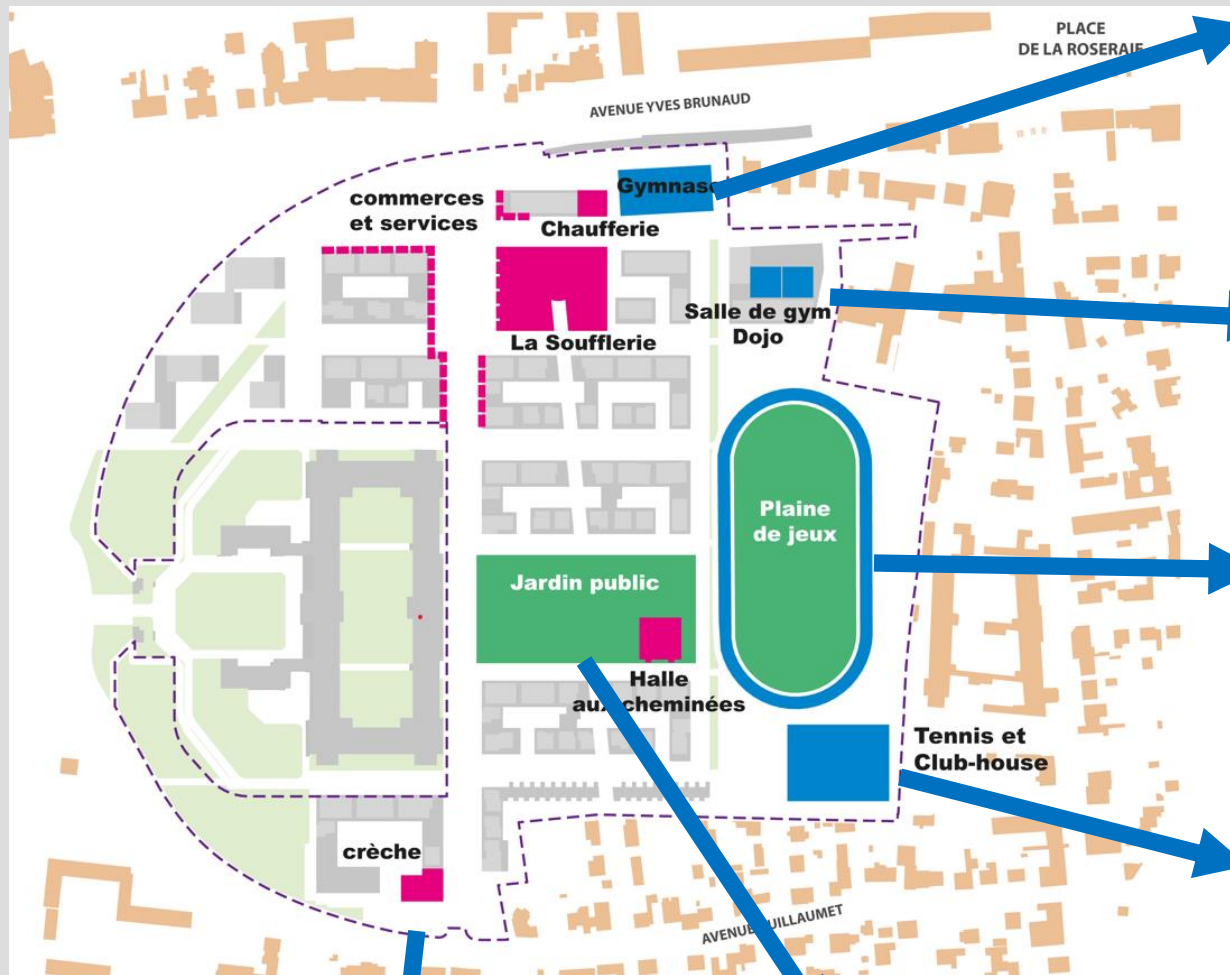 PLACE
DE LA ROSERAIE
AVENUE YVES BRUNAUD
Gymnase
commerces
et services
Chaufferie
Salle de gym
Dojo
La Soufflerie
Plaine
de jeux
Jardin public
Halle
aux cheminées
Tennis et
Club-house
crèche
AVENUE GUILLAUMET